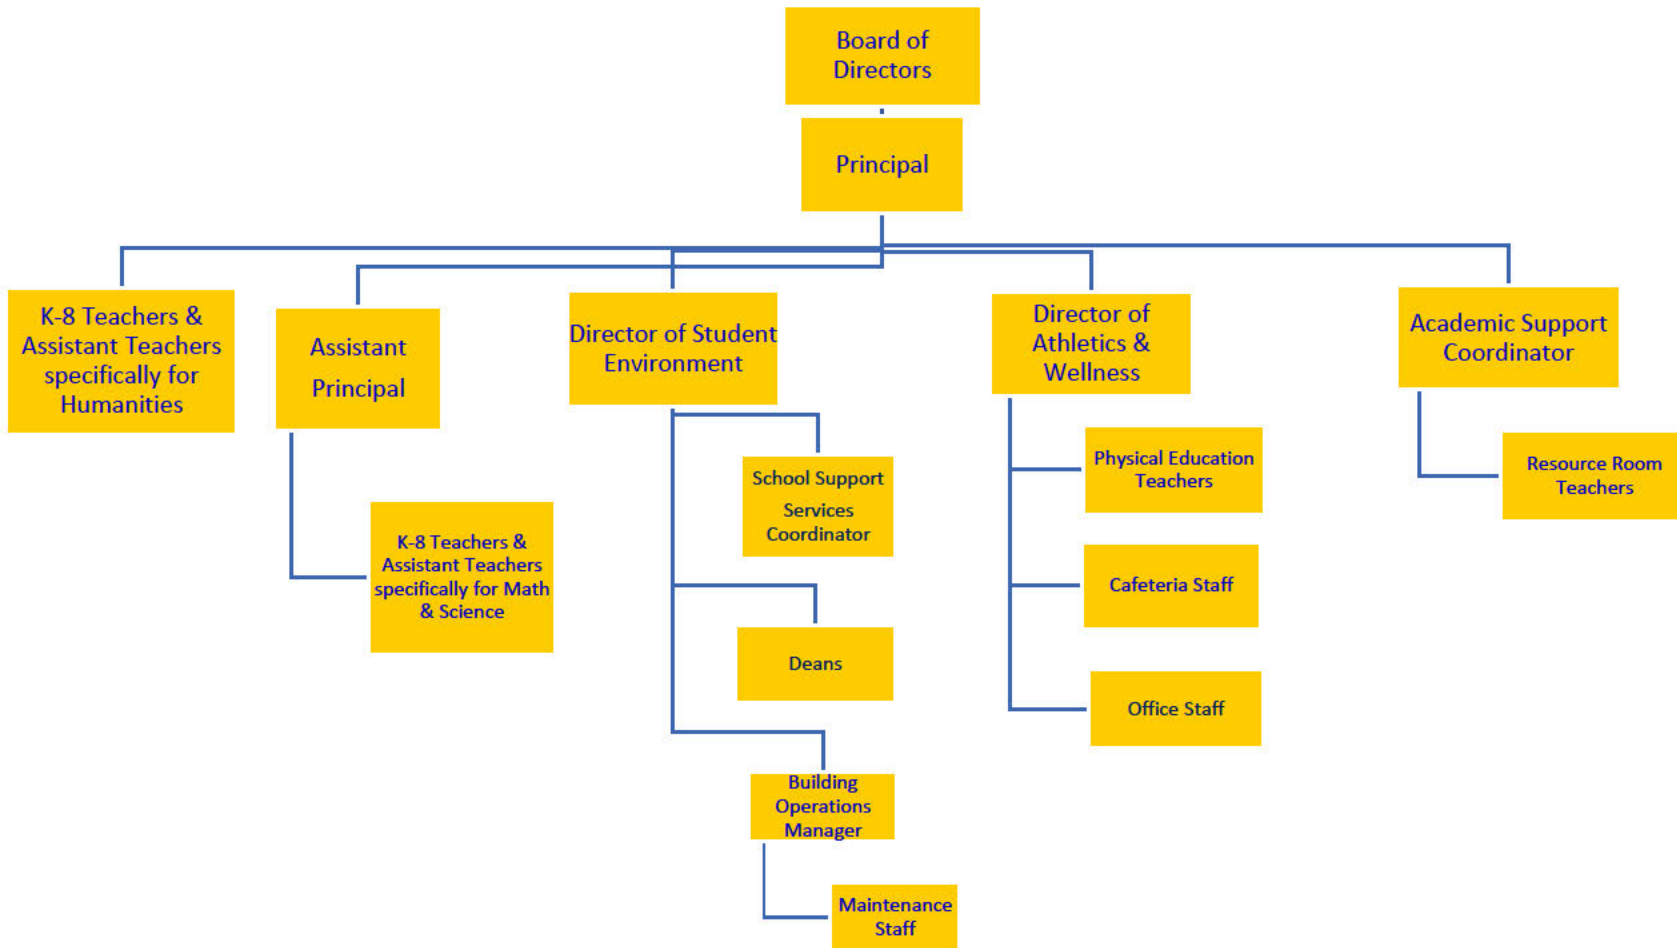 Board of
Directors
Principal
K-8 Teachers &
Assistant Teachers
specifically for
Humanities
Assistant
Principal
Director of Student
Environment
Director of
Athletics &
Wellness
Academic Support
Coordinator
K-8 Teachers &
Assistant Teachers
specifically for Math
& Science
School Support
Services
Coordinator
Deans
Building
Operations
Manager
Maintenance
Staff
Physical Education
Teachers
Cafeteria Staff
Office Staff
Resource Room
Teachers